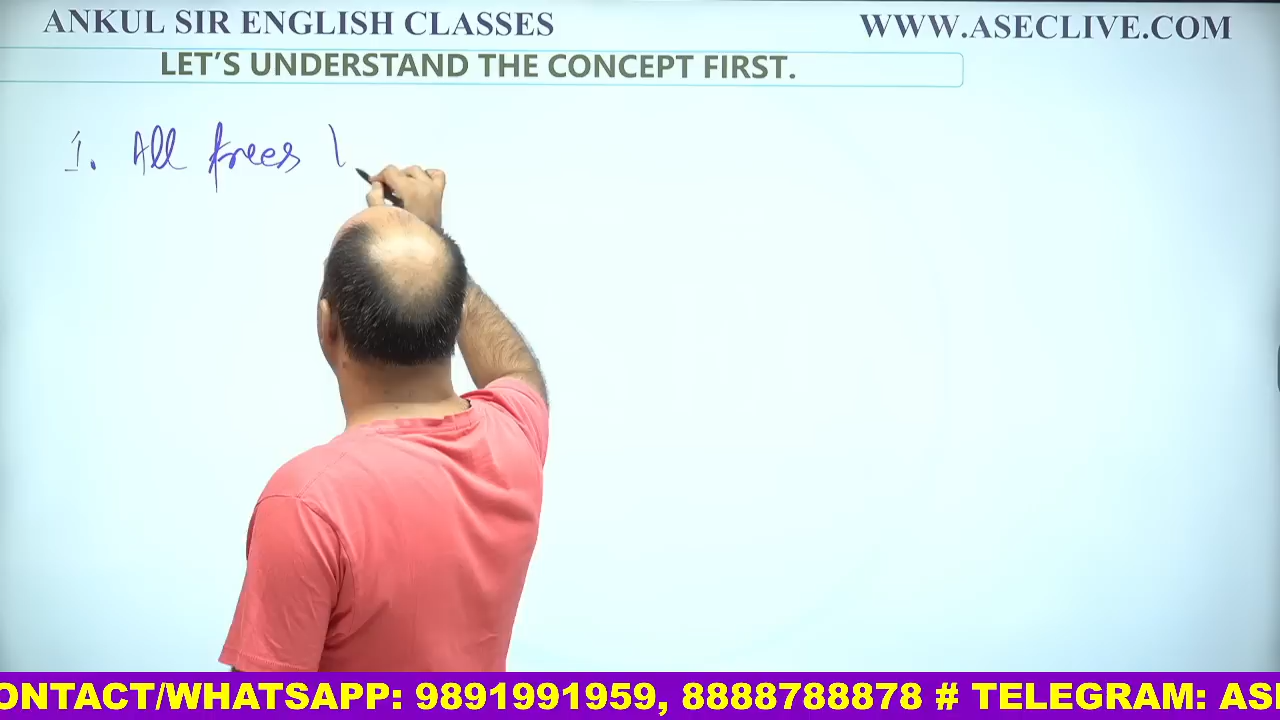 ANKUL SIR ENGLISH CLASSES
WWW.ASECLIVE.COM
LET'S UNDERSTAND THE CONCEPT FIRST.
1. All trees
ONTACT/WHATSAPP: 9891991959, 8888788878 # TELEGRAM: ASE